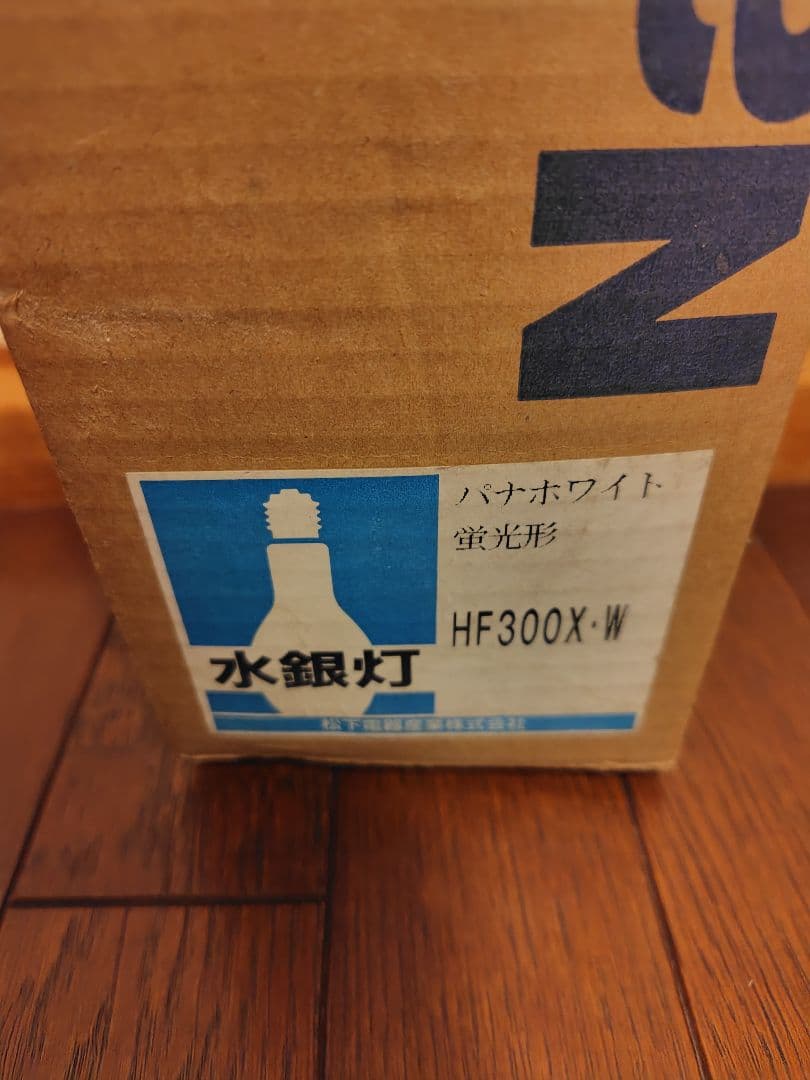 パナホワイト
蛍光形
HF300X・W
水銀灯
松下電器産業株式会社